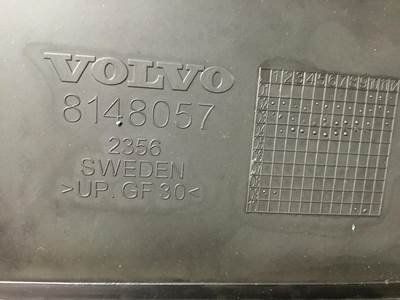 VOLVO
8148057
2356
SWEDEN
>UP.GF 30<